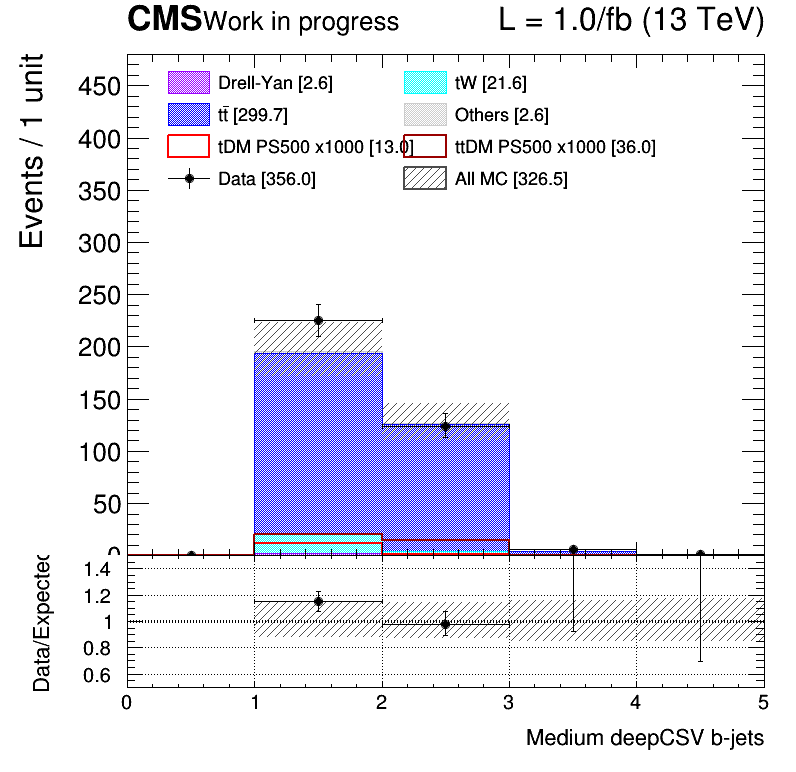 CMS Work in progress L = 1.0/fb (13 TeV)
Events / 1 unit
450
400
350
300
250
200
150
100
50
0
Drell-Yan [2.6] tW [21.6]
tt̄ [299.7] Others [2.6]
tDM PS500 x1000 [13.0] ttDM PS500 x1000 [36.0]
Data [356.0] All MC [326.5]
Data/Expected
1.4
1.2
1
0.8
0.6
0 1 2 3 4 5
Medium deepCSV b-jets